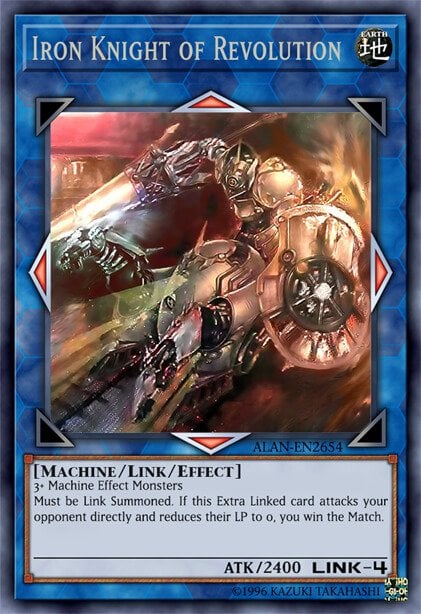 IRON KNIGHT OF REVOLUTION
EARTH
地
ALAN-EN2654
[MACHINE/LINK/EFFECT]
3+ Machine Effect Monsters
Must be Link Summoned. If this Extra Linked card attacks your
opponent directly and reduces their LP to 0, you win the Match.
ATK/2400 LINK-4
©1996 KAZUKI TAKAHASHI